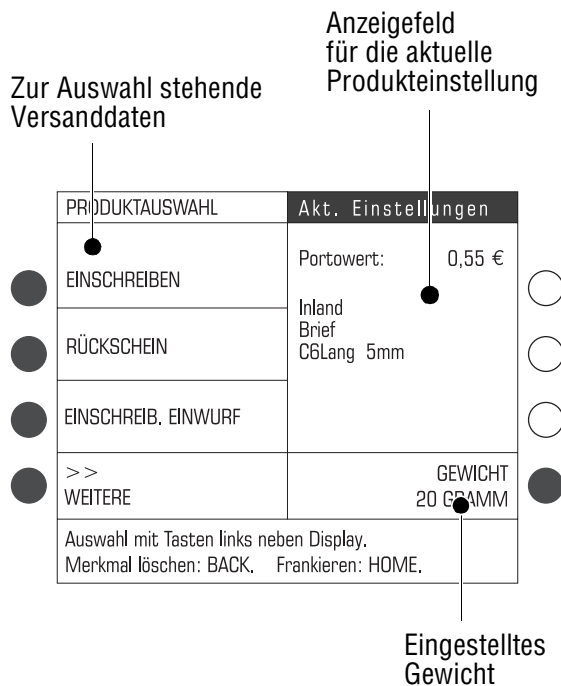 Anzeigefeld
für die aktuelle
Produkteinstellung
Zur Auswahl stehende
Versanddaten
PRODUKTAUSWAHL
Akt. Einstellungen
EINSCHREIBEN
Portowert: 0,55 €
Inland
Brief
C6Lang 5mm
RÜCKSCHEIN
EINSCHREIB. EINWURF
>>
WEITERE
GEWICHT
20 GRAMM
Auswahl mit Tasten links neben Display.
Merkmal löschen: BACK. Frankieren: HOME.
Eingestelltes
Gewicht